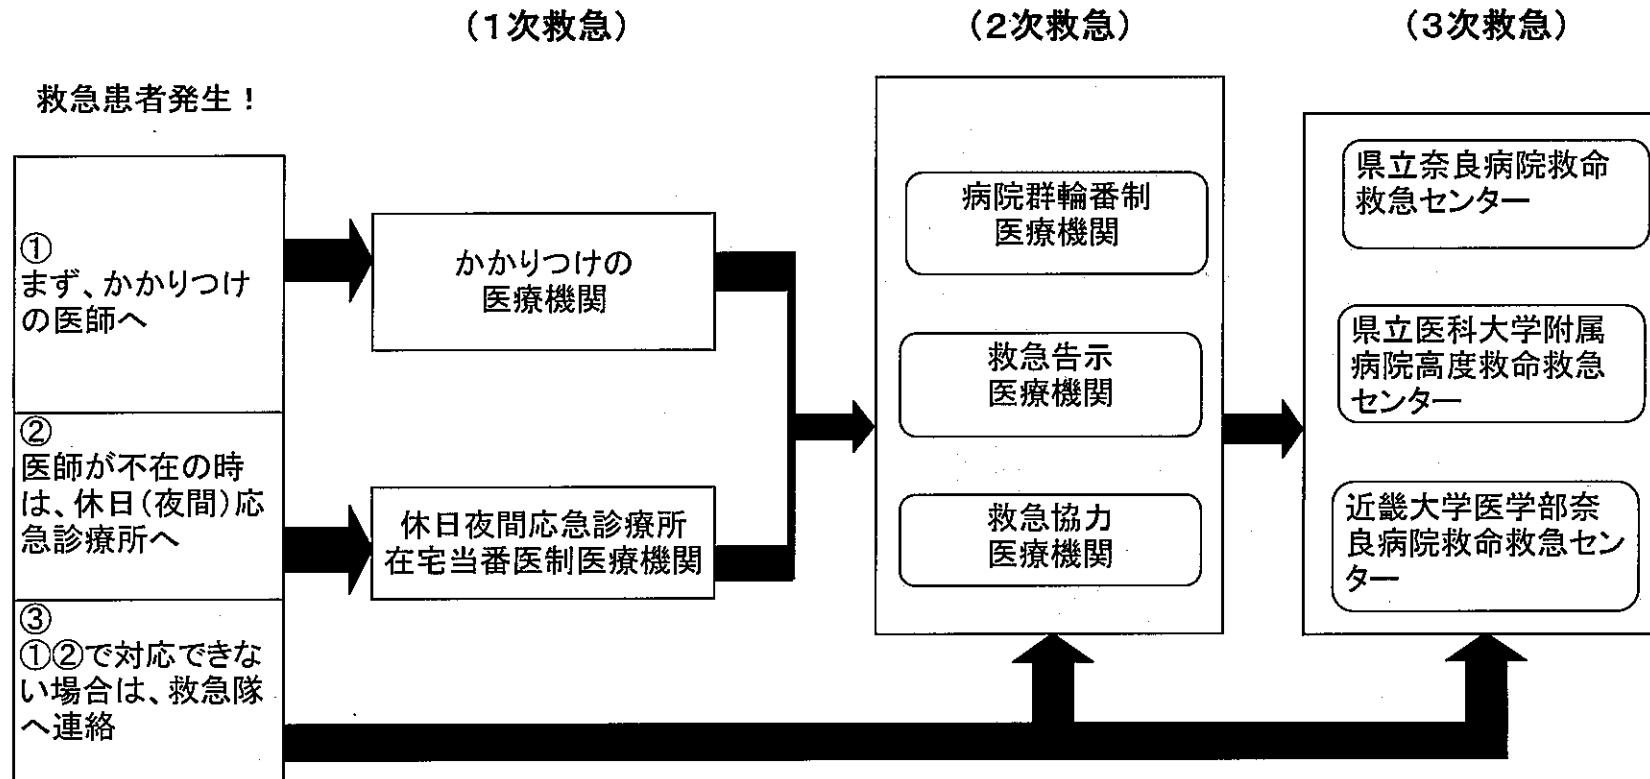 (1次救急)
(2次救急)
(3次救急)
救急患者発生!
①
まず、かかりつけ
の医師へ
②
医師が不在の時
は、休日(夜間)応
急診療所へ
③
①②で対応できな
い場合は、救急隊
へ連絡
かかりつけの
医療機関
休日夜間応急診療所
在宅当番医制医療機関
病院群輪番制
医療機関
救急告示
医療機関
救急協力
医療機関
県立奈良病院救命
救急センター
県立医科大学附属
病院高度救命救急
センター
近畿大学医学部奈
良病院救命救急セン
ター